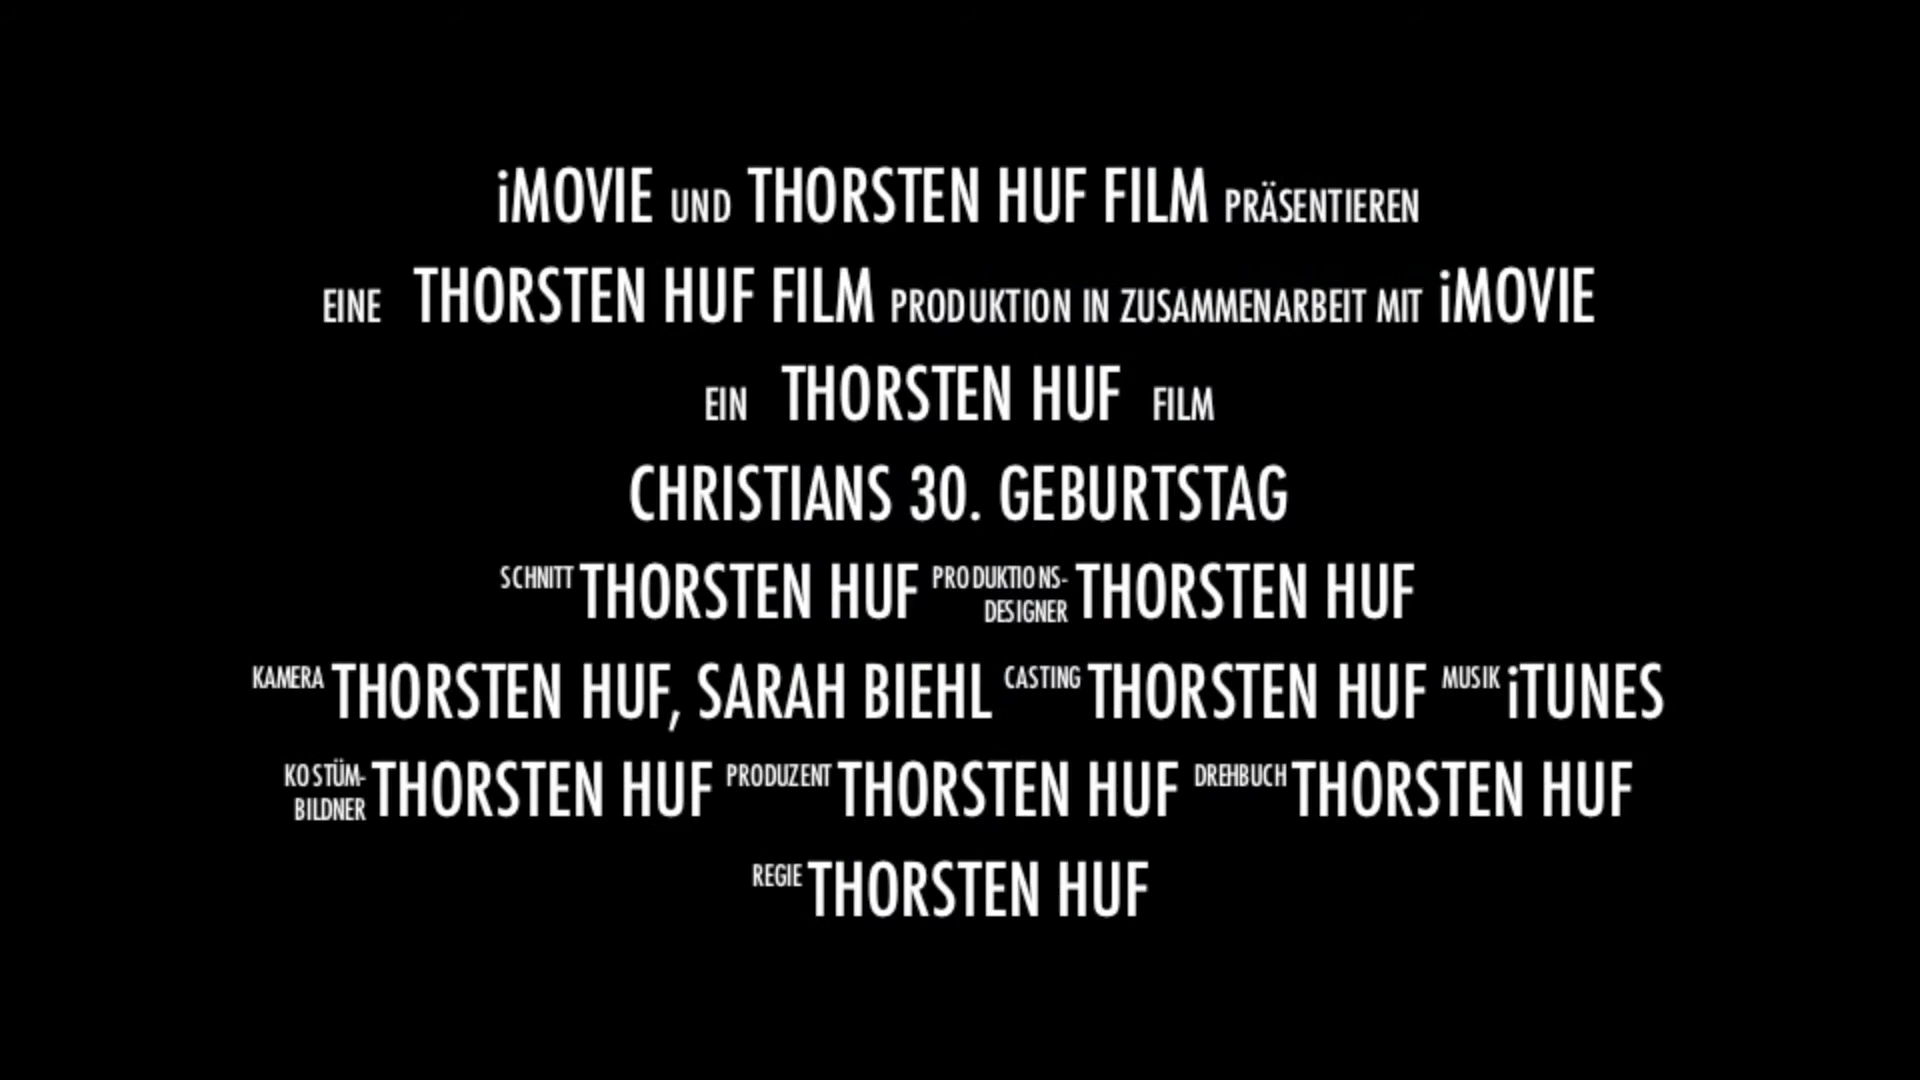 iMOVIE UND THORSTEN HUF FILM PRÄSENTIEREN
EINE THORSTEN HUF FILM PRODUKTION IN ZUSAMMENARBEIT MIT iMOVIE
EIN THORSTEN HUF FILM
CHRISTIANS 30. GEBURTSTAG
SCHNITT THORSTEN HUF PRODUKTIONS-DESIGNER THORSTEN HUF
KAMERA THORSTEN HUF, SARAH BIEHL CASTING THORSTEN HUF MUSIK iTUNES
KOSTÜM-BILDNER THORSTEN HUF PRODUZENT THORSTEN HUF DREHBUCH THORSTEN HUF
REGIE THORSTEN HUF